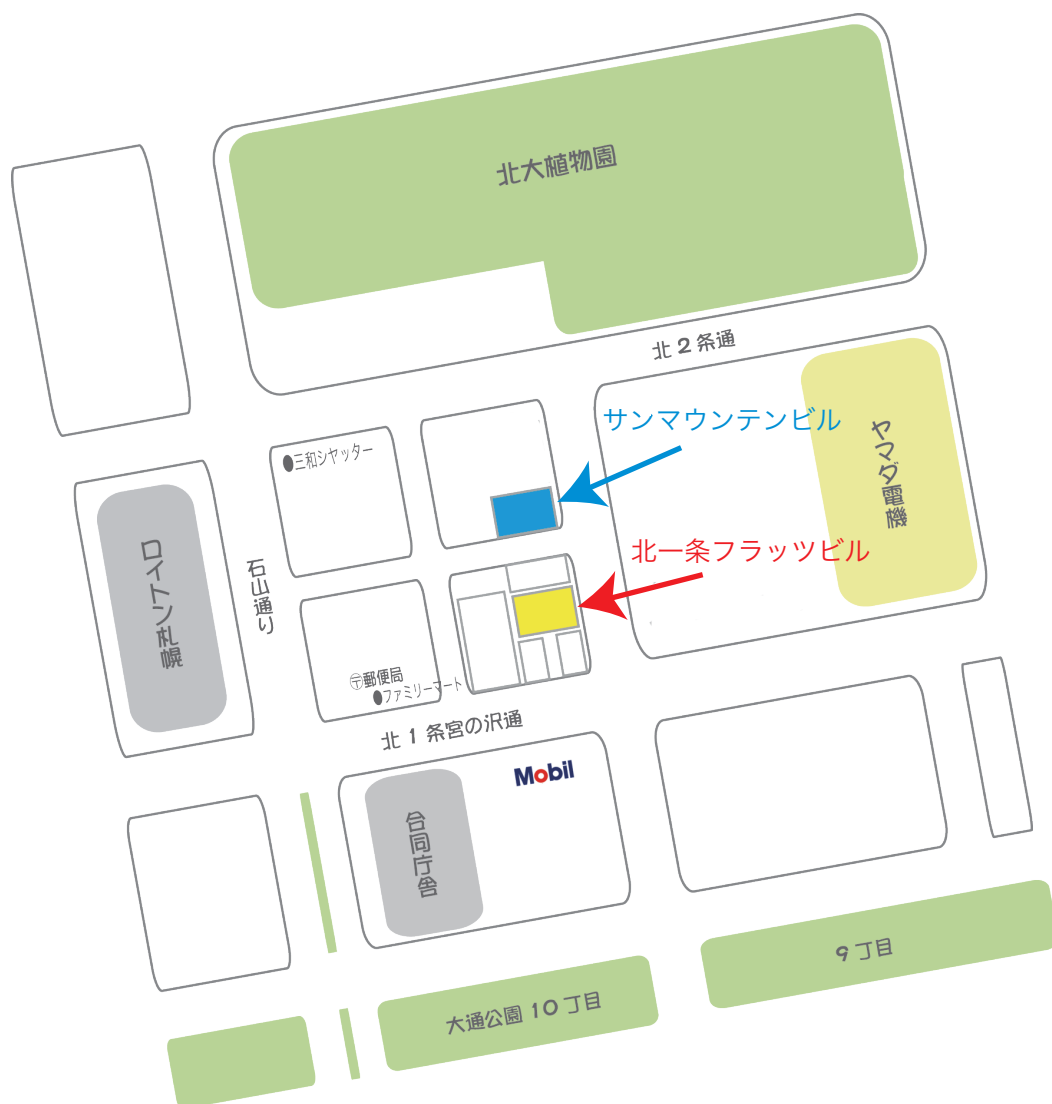 北大植物園
北2条通
サンマウンテンビル
ヤマダ電機
●三和シヤッター
北一条フラッツビル
石山通り
ロイトン札幌
〶郵便局
●ファミリーマート
北1条宮の沢通
Mobil
合同庁舎
9丁目
大通公園10丁目